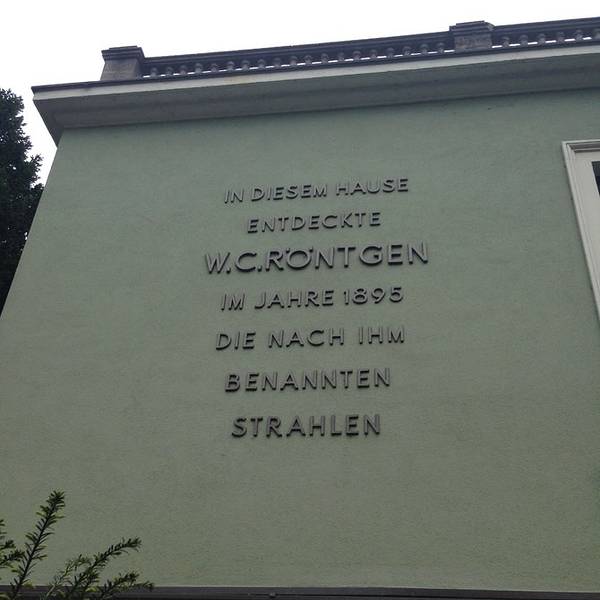 IN DIESEM HAUSE
ENTDECKTE
W.C.RÖNTGEN
IM JAHRE 1895
DIE NACH IHM
BENANNTEN
STRAHLEN